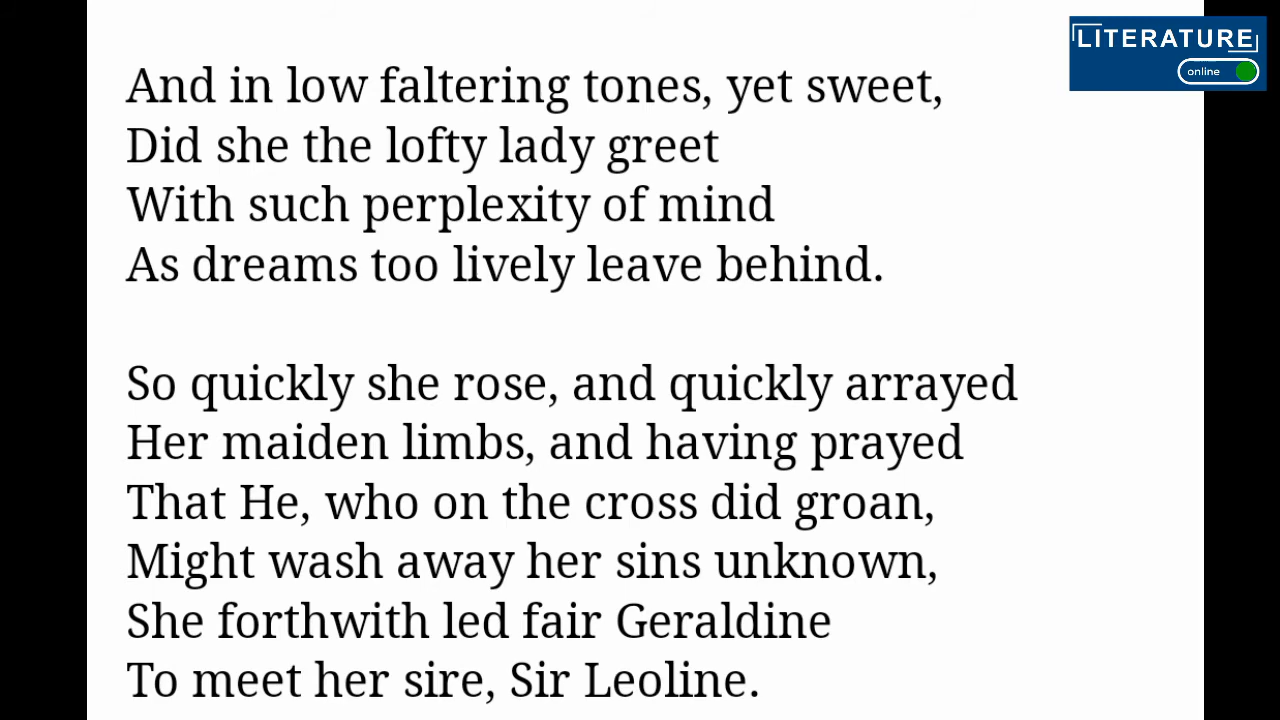 LITERATURE
online
And in low faltering tones, yet sweet,
Did she the lofty lady greet
With such perplexity of mind
As dreams too lively leave behind.
So quickly she rose, and quickly arrayed
Her maiden limbs, and having prayed
That He, who on the cross did groan,
Might wash away her sins unknown,
She forthwith led fair Geraldine
To meet her sire, Sir Leoline.